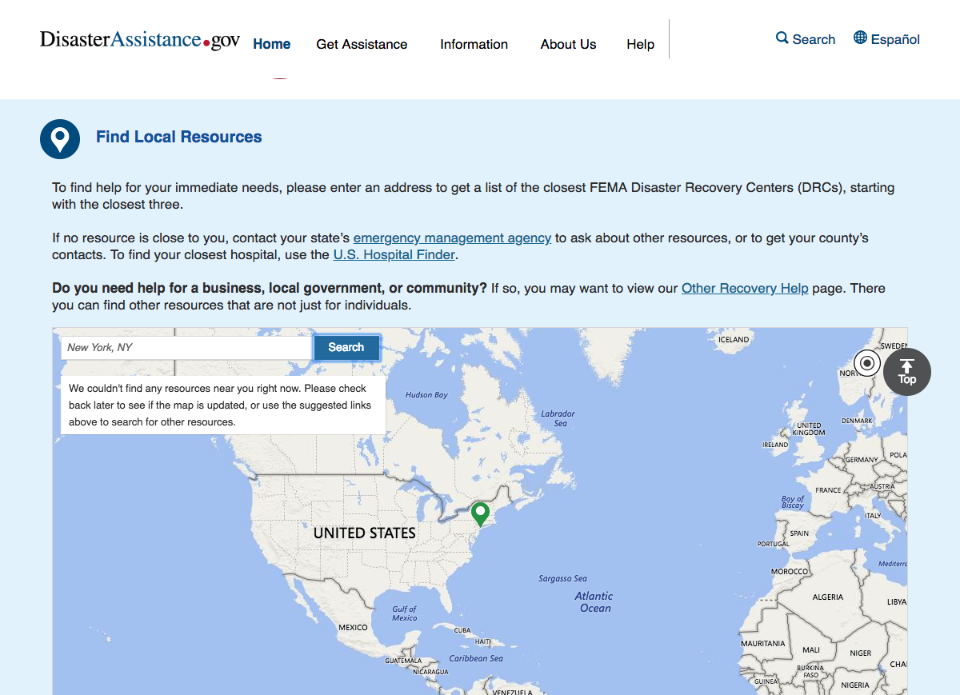 DisasterAssistance.gov Home Get Assistance Information About Us Help Search Español
Find Local Resources
To find help for your immediate needs, please enter an address to get a list of the closest FEMA Disaster Recovery Centers (DRCs), starting
with the closest three.
If no resource is close to you, contact your state's emergency management agency to ask about other resources, or to get your county's
contacts. To find your closest hospital, use the U.S. Hospital Finder.
Do you need help for a business, local government, or community? If so, you may want to view our Other Recovery Help page. There
you can find other resources that are not just for individuals.
New York, NY Search
We couldn't find any resources near you right now. Please check
back later to see if the map is updated, or use the suggested links
above to search for other resources.
ICELAND
SWEDEN
NOR
Top
Hudson Bay
Labrador
Sea
UNITED
KINGDOM
DENMARK
IRELAND
GERMANY
POLA
FRANCE
AUSTRIA
Bay of
Biscay
ITALY
SPAIN
PORTUGAL
UNITED STATES
Mediterra
MOROCCO
Sargasso Sea
Atlantic
Ocean
ALGERIA
LIBYA
Gulf of
Mexico
MEXICO
CUBA
HAITI
MAURITANIA
MALI
NIGER
CHA
GUATEMALA
Caribbean Sea
NICARAGUA
BURKINA
FASO
GUINEA
NIGERIA
VENEZUELA